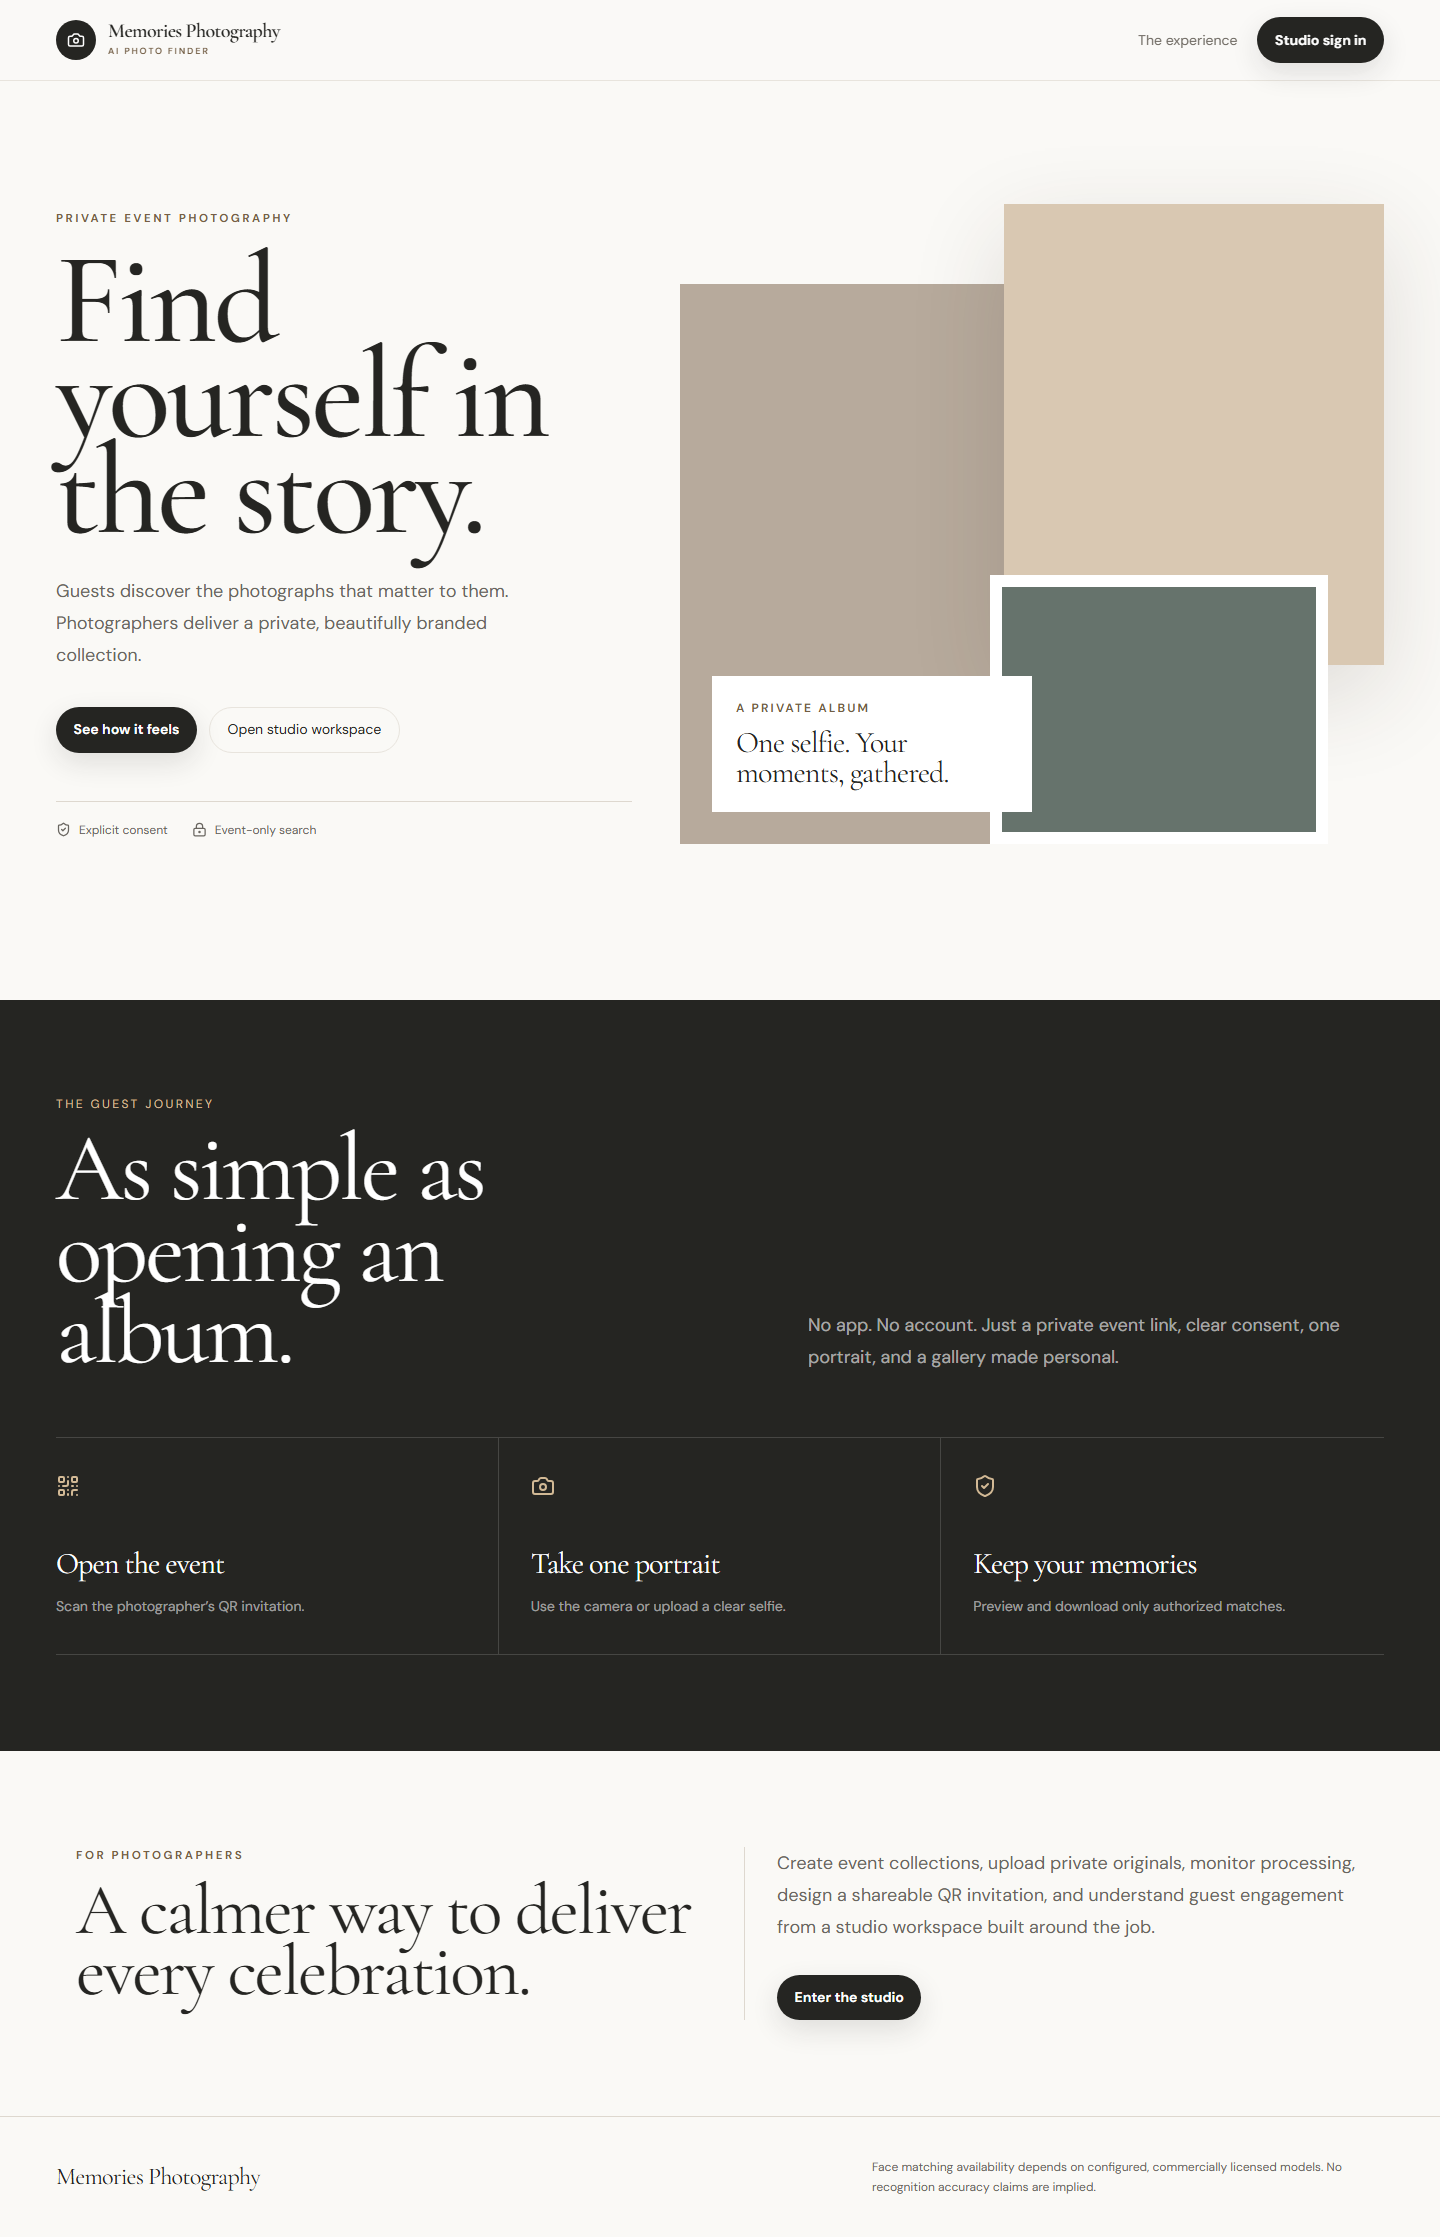 Memories Photography
AI PHOTO FINDER
The experience
Studio sign in
PRIVATE EVENT PHOTOGRAPHY
Find
yourself in
the story.
Guests discover the photographs that matter to them.
Photographers deliver a private, beautifully branded
collection.
See how it feels
Open studio workspace
Explicit consent
Event-only search
A PRIVATE ALBUM
One selfie. Your
moments, gathered.
THE GUEST JOURNEY
As simple as
opening an
album.
No app. No account. Just a private event link, clear consent, one
portrait, and a gallery made personal.
Open the event
Scan the photographer’s QR invitation.
Take one portrait
Use the camera or upload a clear selfie.
Keep your memories
Preview and download only authorized matches.
FOR PHOTOGRAPHERS
A calmer way to deliver
every celebration.
Create event collections, upload private originals, monitor processing,
design a shareable QR invitation, and understand guest engagement
from a studio workspace built around the job.
Enter the studio
Memories Photography
Face matching availability depends on configured, commercially licensed models. No
recognition accuracy claims are implied.